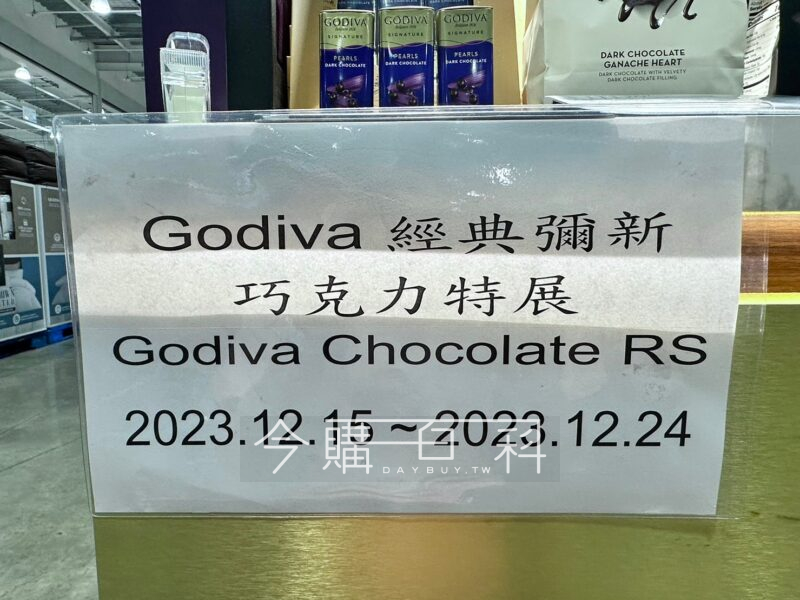 GODIVA
SIGNATURE
PEARLS
DARK CHOCOLATE
GODIVA
SIGNATURE
PEARLS
DARK CHOCOLATE
GODIVA
SIGNATURE
PEARLS
DARK CHOCOLATE
DARK CHOCOLATE
GANACHE HEART
DARK CHOCOLATE WITH VELVETY
DARK CHOCOLATE FILLING
Godiva 經典彌新
巧克力特展
Godiva Chocolate RS
2023.12.15 ~ 2023.12.24
今購百科
DAYBUY.TW